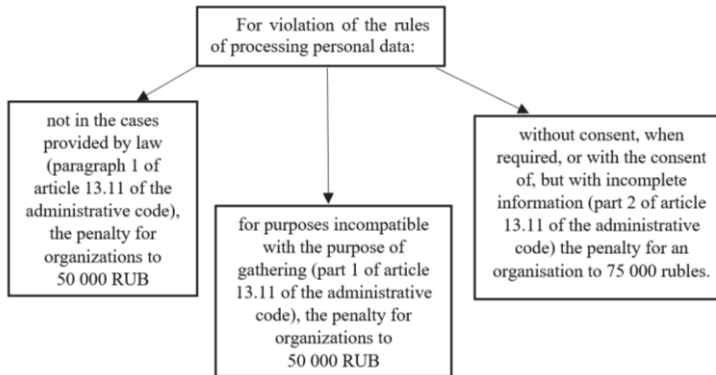 For violation of the rules
of processing personal data:
not in the cases
provided by law
(paragraph 1 of
article 13.11 of the
administrative code),
the penalty for
organizations to
50 000 RUB
for purposes incompatible
with the purpose of
gathering (part 1 of article
13.11 of the administrative
code), the penalty for
organizations to
50 000 RUB
without consent, when
required, or with the consent
of, but with incomplete
information (part 2 of article
13.11 of the administrative
code) the penalty for an
organisation to 75 000 rubles.